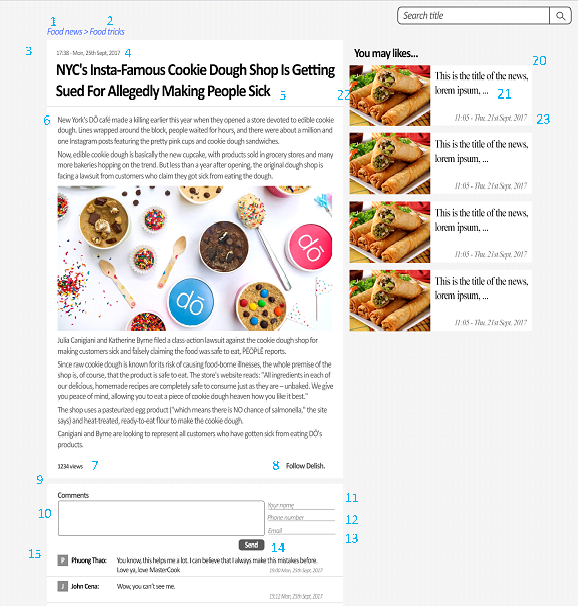 Search title
1
2
Food news > Food tricks
3
17:38 - Mon, 25th Sept, 2017
4
NYC's Insta-Famous Cookie Dough Shop Is Getting
Sued For Allegedly Making People Sick
5
6
New York's DŌ café made a killing earlier this year when they opened a store devoted to edible cookie
dough. Lines wrapped around the block, people waited for hours, and there were about a million and
one Instagram posts featuring the pretty pink cups and cookie dough sandwiches.
Now, edible cookie dough is basically the new cupcake, with products sold in grocery stores and many
more bakeries hopping on the trend. But less than a year after opening, the original dough shop is
facing a lawsuit from customers who claim they got sick from eating the dough.
dō
dō
Julia Canigiani and Katherine Byrne filed a class-action lawsuit against the cookie dough shop for
making customers sick and falsely claiming the food was safe to eat, PEOPLE reports.
Since raw cookie dough is known for its risk of causing food-borne illnesses, the whole premise of the
shop is, of course, that the product is safe to eat. The store's website reads: "All ingredients in each of
our delicious, homemade recipes are completely safe to consume just as they are – unbaked. We give
you peace of mind, allowing you to eat a piece of cookie dough heaven how you like it best."
The shop uses a pasteurized egg product ("which means there is NO chance of salmonella," the site
says) and heat-treated, ready-to-eat flour to make the cookie dough.
Canigiani and Byrne are looking to represent all customers who have gotten sick from eating DŌ's
products.
1234 views
7
8
Follow Delish.
9
Comments
10
Your name
11
Phone number
12
Email
13
Send
14
15
P
Phuong Thao:
You know, this helps me a lot. I can believe that I always make this mistakes before.
Love ya, love MasterCook
19:00 Mon, 25th Sept, 2017
J
John Cena:
Wow, you can't see me.
15:12 Mon, 25th Sept, 2017
You may likes...
20
This is the title of the news,
lorem ipsum, ...
21
22
11:05 - Thu, 21st Sept, 2017
23
This is the title of the news,
lorem ipsum, ...
11:05 - Thu, 21st Sept, 2017
This is the title of the news,
lorem ipsum, ...
11:05 - Thu, 21st Sept, 2017
This is the title of the news,
lorem ipsum, ...
11:05 - Thu, 21st Sept, 2017